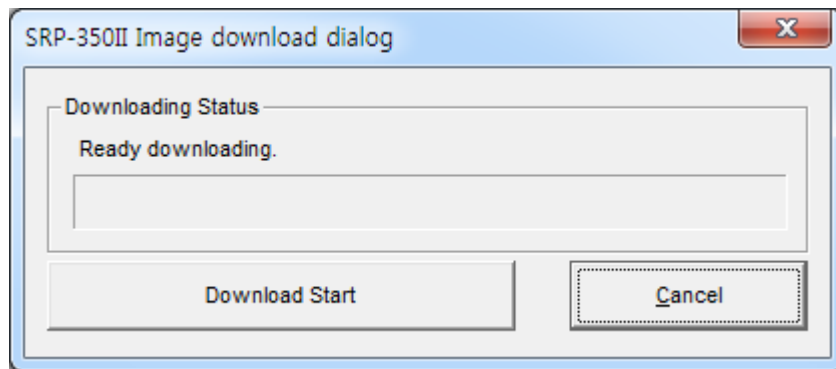 SRP-350II Image download dialog
Downloading Status
Ready downloading.
Download Start
Cancel